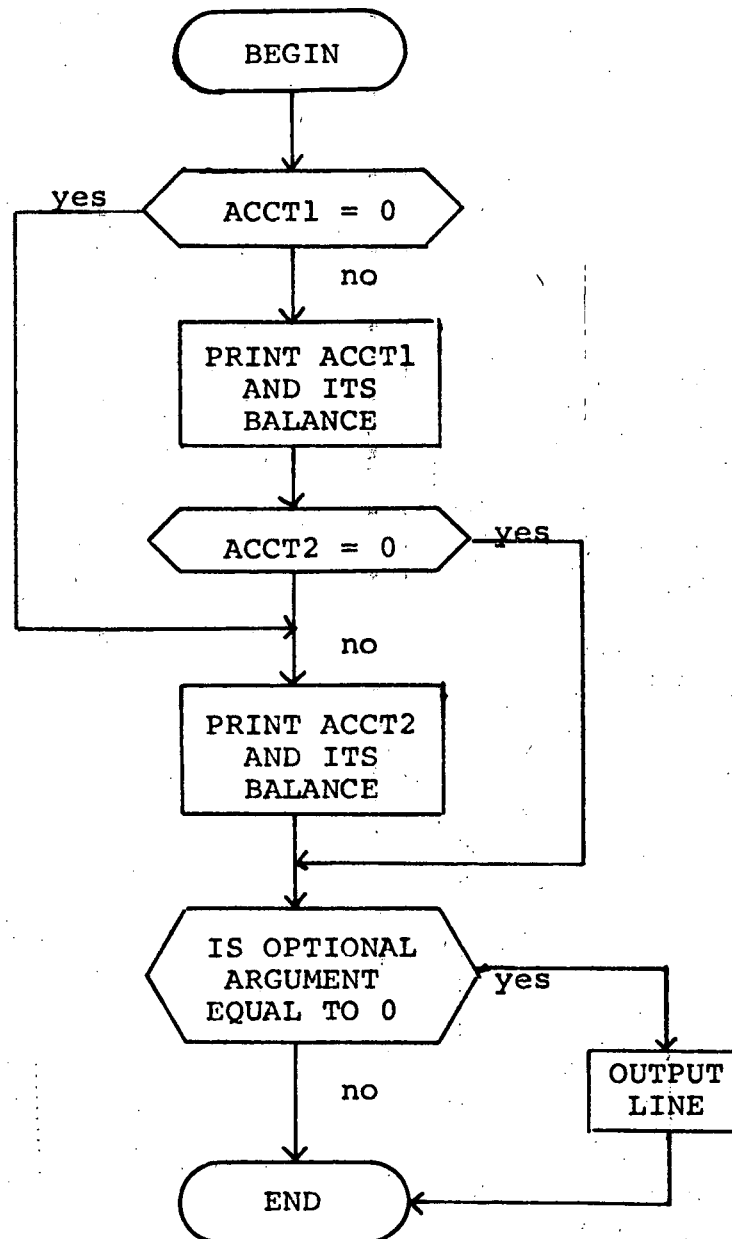 BEGIN
yes
ACCT1 = 0
no
PRINT ACCT1
AND ITS
BALANCE
ACCT2 = 0
yes
no
PRINT ACCT2
AND ITS
BALANCE
IS OPTIONAL
ARGUMENT
EQUAL TO 0
yes
OUTPUT
LINE
no
END